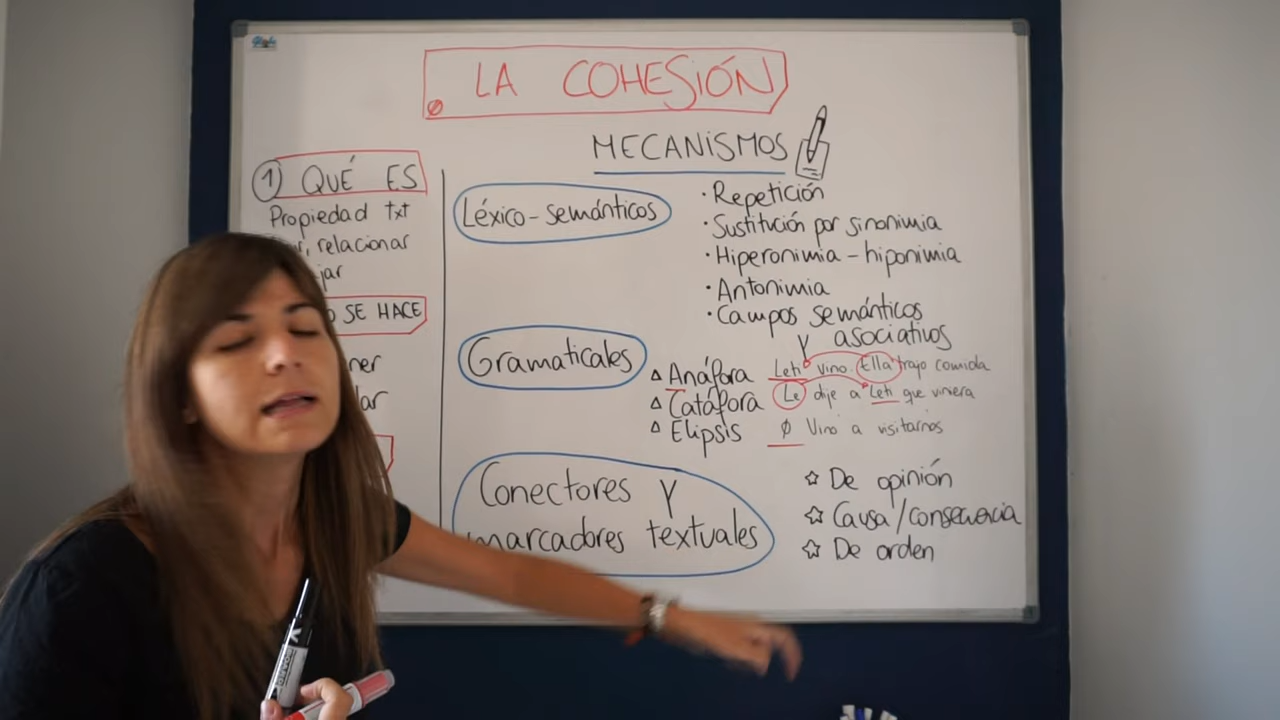 LA COHESIÓN
MECANISMOS
1 QUÉ ES
Propiedad txt
relacionar
SE HACE
Léxico-semánticos
· Repetición
· Sustitución por sinonimia
· Hiperonimia - hiponimia
· Antonimia
· Campos semánticos
Y asociativos
Gramaticales
△ Anáfora
Leti vino. Ella trajo comida
△ Catáfora
Le dije a Leti que viniera
△ Elipsis
Ø Vino a visitarnos
Conectores Y
marcadores textuales
☆ De opinión
☆ Causa/consecuencia
☆ De orden